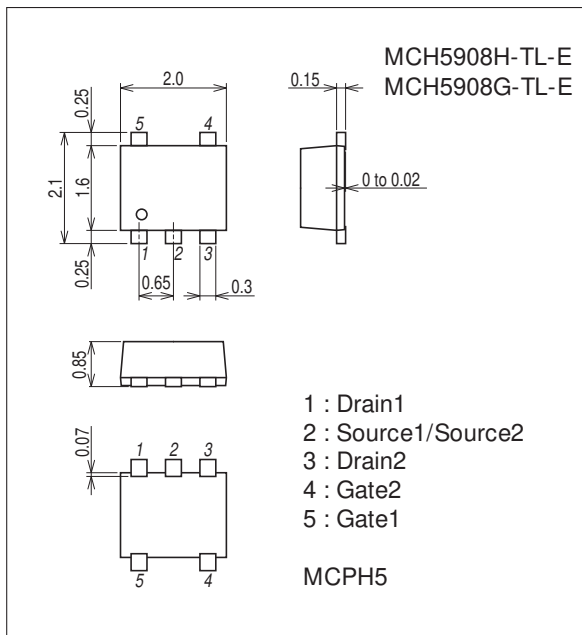 MCH5908H-TL-E
MCH5908G-TL-E
2.0
0.15
0.25
5
4
2.1
1.6
0 to 0.02
0.25
1
2
3
0.65
0.3
0.85
1 : Drain1
2 : Source1/Source2
3 : Drain2
4 : Gate2
5 : Gate1
0.07
1
2
3
5
4
MCPH5